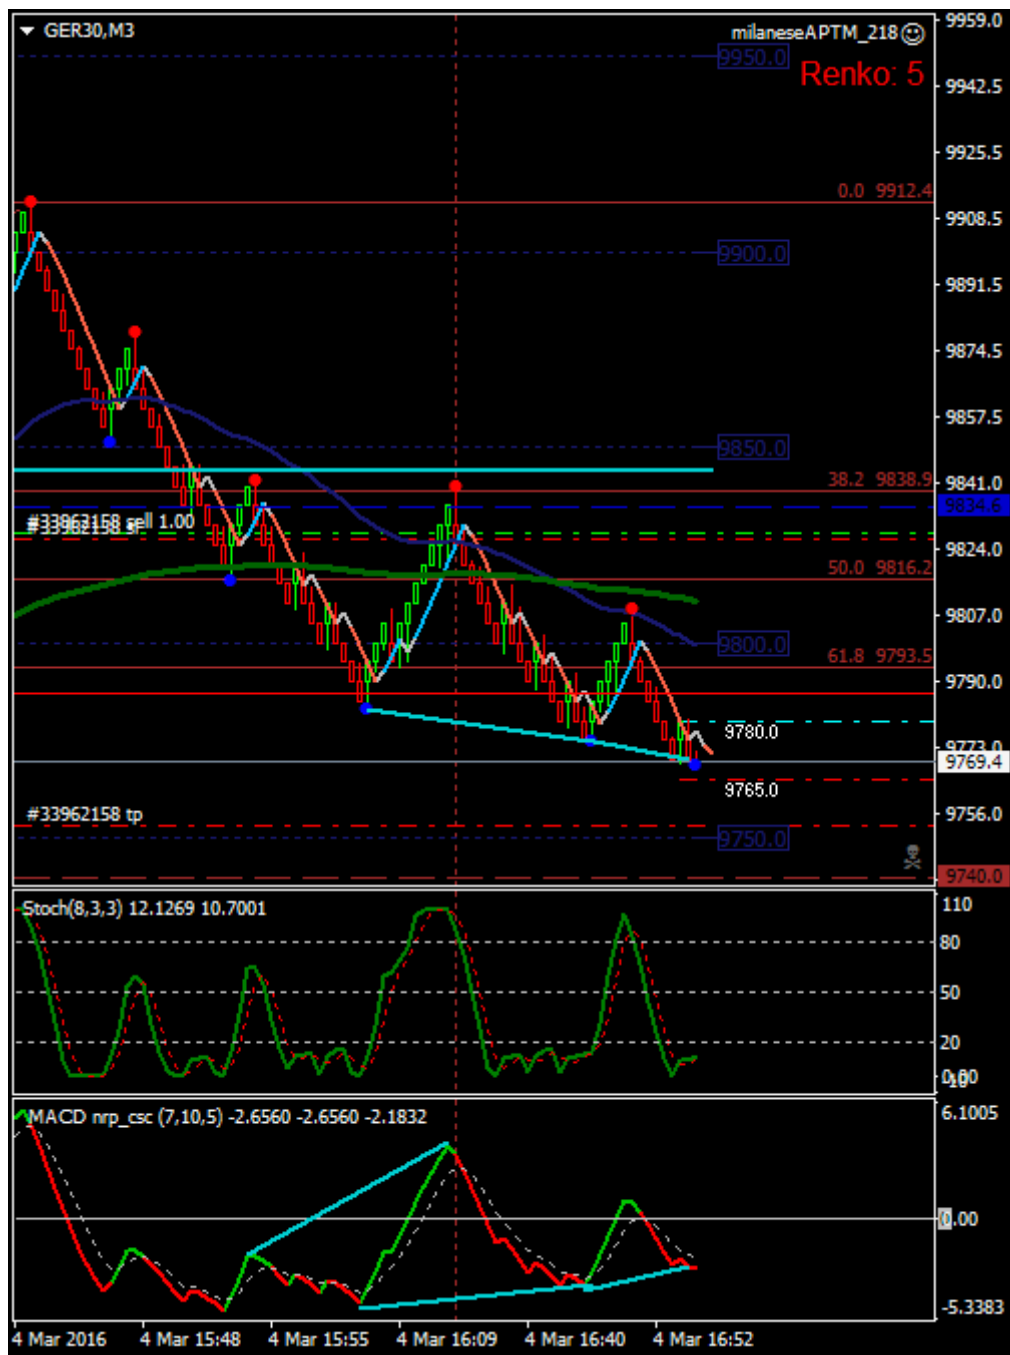 GER30,M3
milaneseAPTM_218
Renko: 5
9959.0
9950.0
9942.5
9925.5
0.0 9912.4
9908.5
9900.0
9891.5
9874.5
9857.5
9850.0
9841.0
38.2 9838.9
9834.6
#33962158 sell 1.00
9824.0
50.0 9816.2
9807.0
9800.0
61.8 9793.5
9790.0
9780.0
9773.0
9769.4
9765.0
#33962158 tp
9756.0
9750.0
9740.0
Stoch(8,3,3) 12.1269 10.7001
110
80
50
20
MACD nrp_csc (7,10,5) -2.6560 -2.6560 -2.1832
6.1005
0.00
-5.3383
4 Mar 2016
4 Mar 15:48
4 Mar 15:55
4 Mar 16:09
4 Mar 16:40
4 Mar 16:52